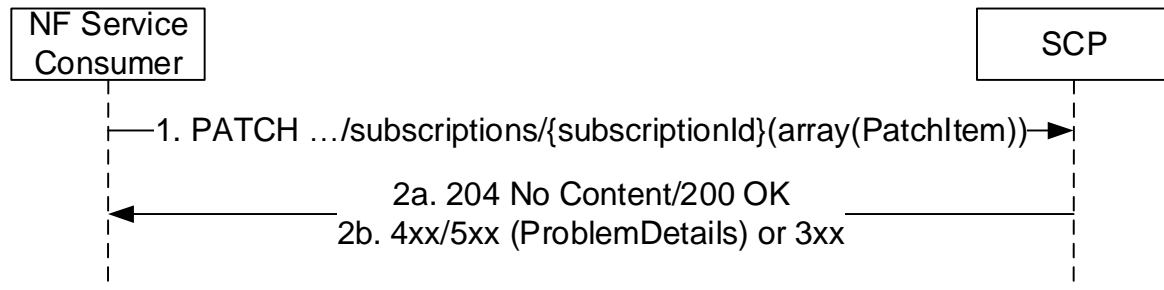 NF Service
Consumer
SCP
1. PATCH …/subscriptions/{subscriptionId}(array(PatchItem))
2a. 204 No Content/200 OK
2b. 4xx/5xx (ProblemDetails) or 3xx